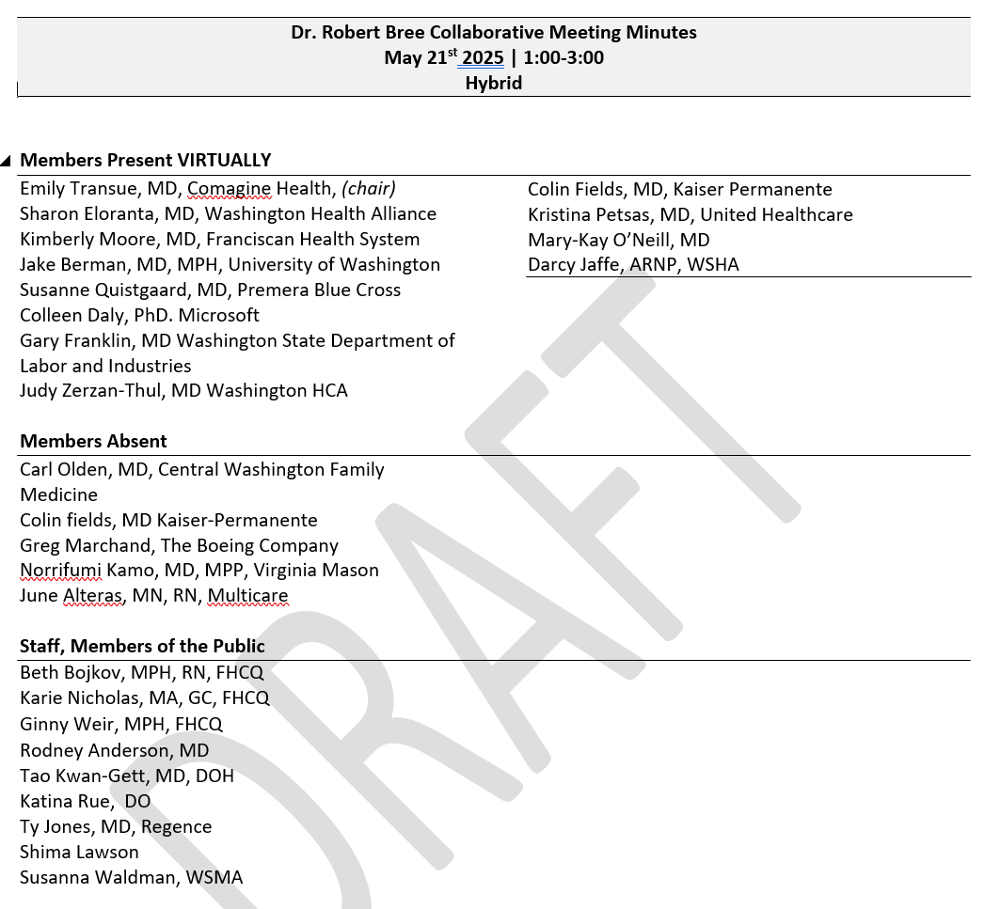 Dr. Robert Bree Collaborative Meeting Minutes
May 21st 2025 | 1:00-3:00
Hybrid
Members Present VIRTUALLY
Emily Transue, MD, Comagine Health, (chair)
Sharon Eloranta, MD, Washington Health Alliance
Kimberly Moore, MD, Franciscan Health System
Jake Berman, MD, MPH, University of Washington
Susanne Quistgaard, MD, Premera Blue Cross
Colleen Daly, PhD. Microsoft
Gary Franklin, MD Washington State Department of
Labor and Industries
Judy Zerzan-Thul, MD Washington HCA
Colin Fields, MD, Kaiser Permanente
Kristina Petsas, MD, United Healthcare
Mary-Kay O’Neill, MD
Darcy Jaffe, ARNP, WSHA
Members Absent
Carl Olden, MD, Central Washington Family
Medicine
Colin fields, MD Kaiser-Permanente
Greg Marchand, The Boeing Company
Norrifumi Kamo, MD, MPP, Virginia Mason
June Alteras, MN, RN, Multicare
Staff, Members of the Public
Beth Bojkov, MPH, RN, FHCQ
Karie Nicholas, MA, GC, FHCQ
Ginny Weir, MPH, FHCQ
Rodney Anderson, MD
Tao Kwan-Gett, MD, DOH
Katina Rue,  DO
Ty Jones, MD, Regence
Shima Lawson
Susanna Waldman, WSMA
DRAFT